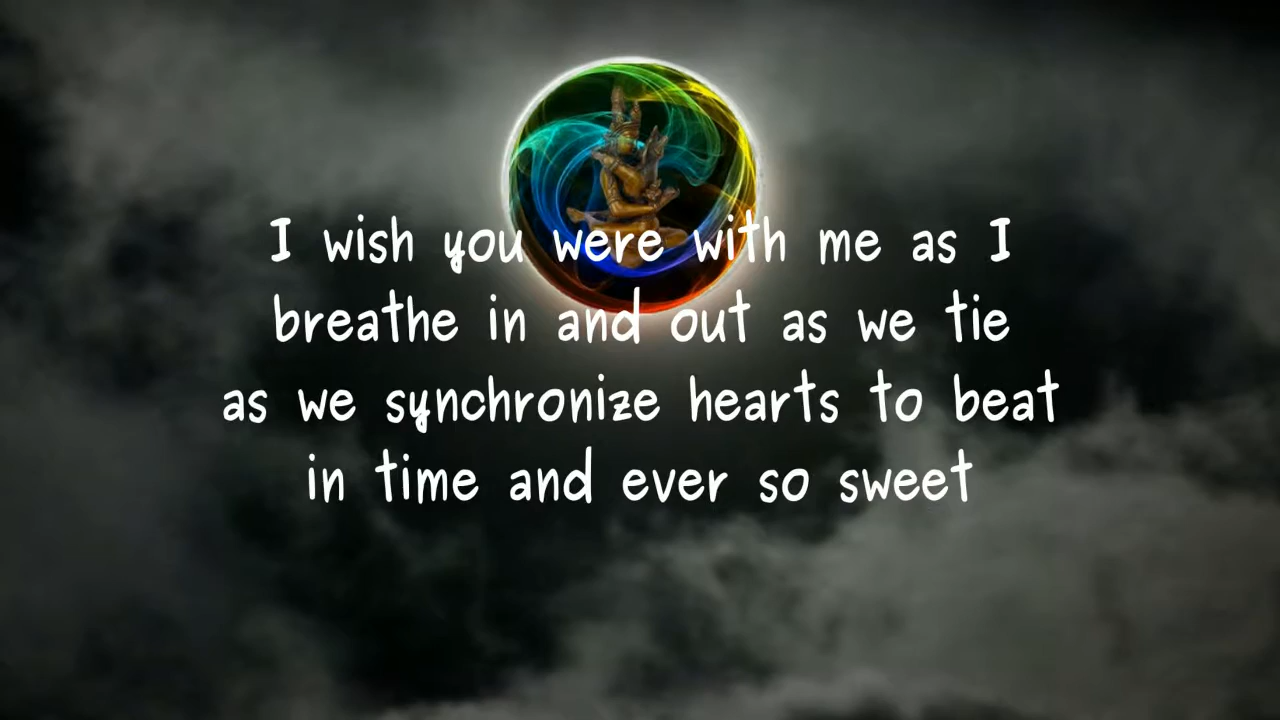 I wish you were with me as I
breathe in and out as we tie
as we synchronize hearts to beat
in time and ever so sweet